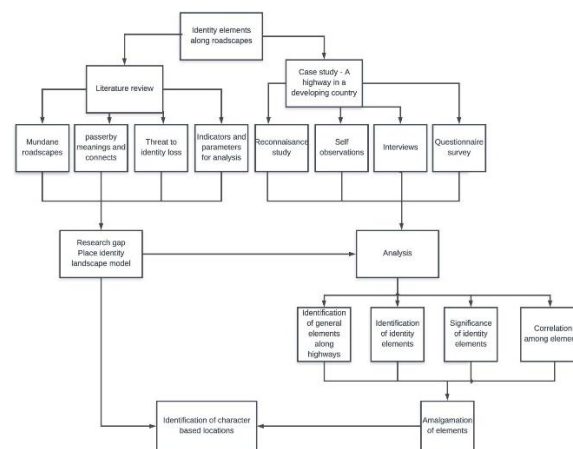 Identity elements
along roadscapes
Literature review
Case study - A
highway in a
developing country
Mundane
roadscapes
passerby
meanings and
connects
Threat to
identity loss
Indicators and
parameters for
analysis
Reconnaisance
study
Self
observations
Interviews
Questionnaire
survey
Research gap
Place identity
landscape model
Analysis
Identification
of general
elements
along
highways
Identification
of identity
elements
Significance
of identity
elements
Correlation
among elemen
Identification of character
based locations
Amalgamation
of elements